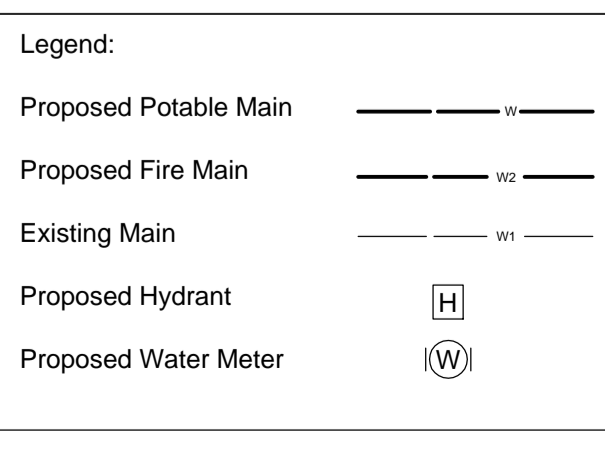 Legend:
Proposed Potable Main W
Proposed Fire Main W2
Existing Main W1
Proposed Hydrant H
Proposed Water Meter W